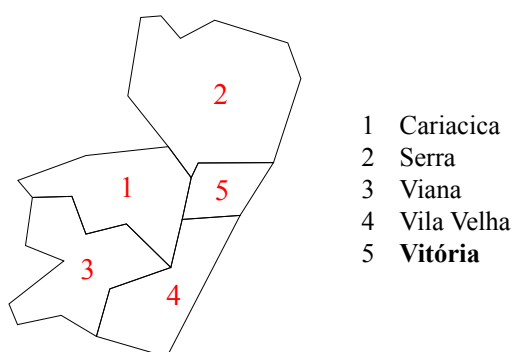 2
1
5
3
4
1 Cariacica
2 Serra
3 Viana
4 Vila Velha
5 Vitória